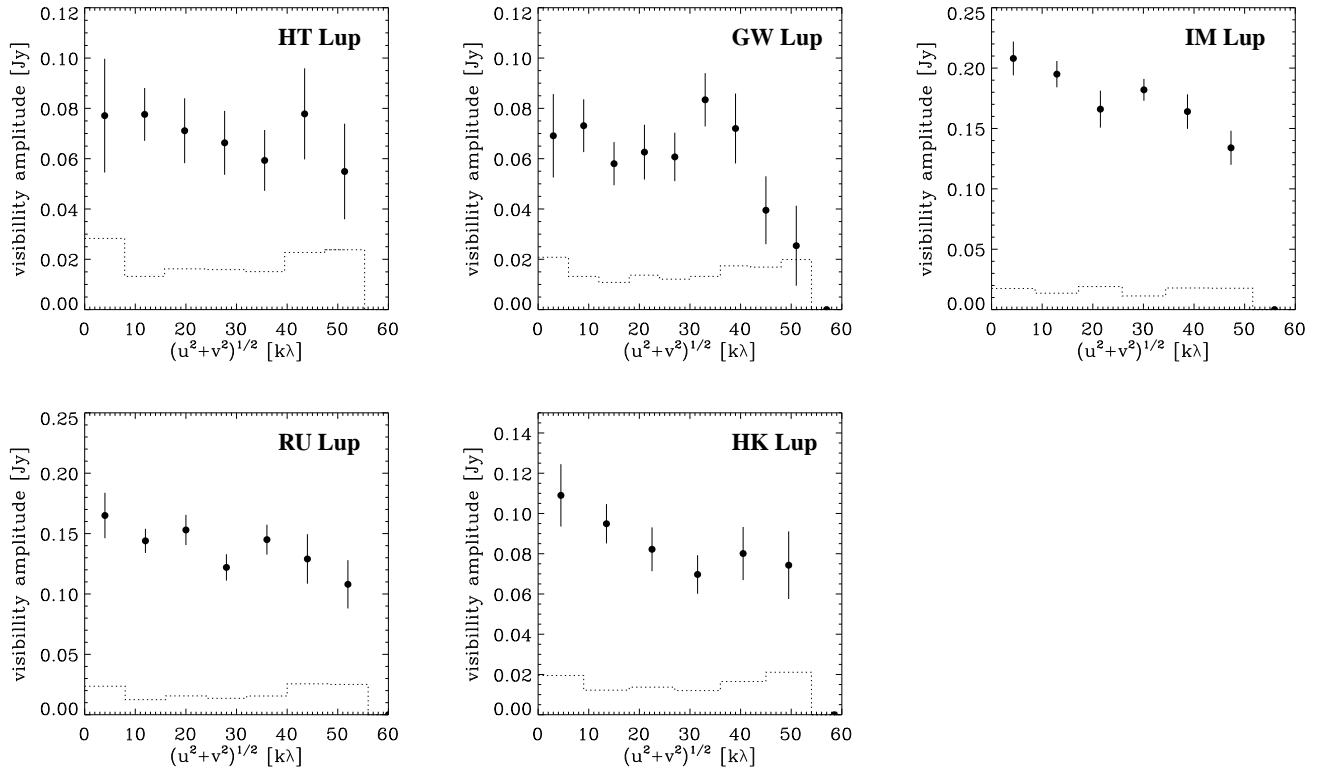 HT Lup
visibillity amplitude [Jy]
0.12
0.10
0.08
0.06
0.04
0.02
0.00
0 10 20 30 40 50 60
(u²+v²)^1/2 [kλ]
GW Lup
visibillity amplitude [Jy]
0.12
0.10
0.08
0.06
0.04
0.02
0.00
0 10 20 30 40 50 60
(u²+v²)^1/2 [kλ]
IM Lup
visibillity amplitude [Jy]
0.25
0.20
0.15
0.10
0.05
0.00
0 10 20 30 40 50 60
(u²+v²)^1/2 [kλ]
RU Lup
visibillity amplitude [Jy]
0.25
0.20
0.15
0.10
0.05
0.00
0 10 20 30 40 50 60
(u²+v²)^1/2 [kλ]
HK Lup
visibillity amplitude [Jy]
0.14
0.12
0.10
0.08
0.06
0.04
0.02
0.00
0 10 20 30 40 50 60
(u²+v²)^1/2 [kλ]